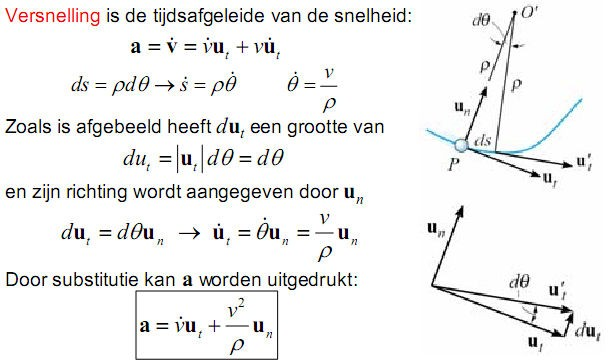 Versnelling is de tijdsafgeleide van de snelheid:
a = v̇ = v̇u_t + vu̇_t
ds = ρdθ → ṡ = ρθ̇    θ̇ = v/ρ
Zoals is afgebeeld heeft du_t een grootte van
du_t = |u_t|dθ = dθ
en zijn richting wordt aangegeven door u_n
du_t = dθu_n → u̇_t = θ̇u_n = v/ρ u_n
Door substitutie kan a worden uitgedrukt:
a = v̇u_t + v²/ρ u_n
dθ
O'
ρ
ρ
u_n
ds
P
u'_t
u_t
u_n
dθ
u'_t
u_t
du_t